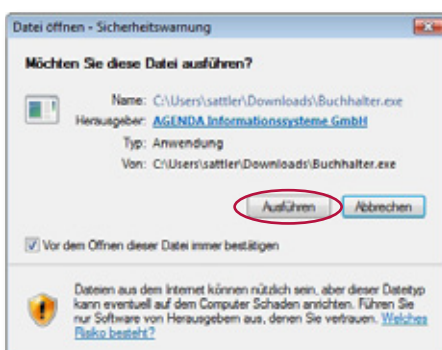 Datei öffnen - Sicherheitswarnung
Möchten Sie diese Datei ausführen?
Name: C:\Users\sattler\Downloads\Buchhalter.exe
Herausgeber: AGENDA Informationssysteme GmbH
Typ: Anwendung
Von: C:\Users\sattler\Downloads\Buchhalter.exe
Ausführen Abbrechen
Vor dem Öffnen dieser Datei immer bestätigen
Dateien aus dem Internet können nützlich sein, aber dieser Dateityp
kann eventuell auf dem Computer Schaden anrichten. Führen Sie
nur Software von Herausgebern aus, denen Sie vertrauen. Welches
Risiko besteht?